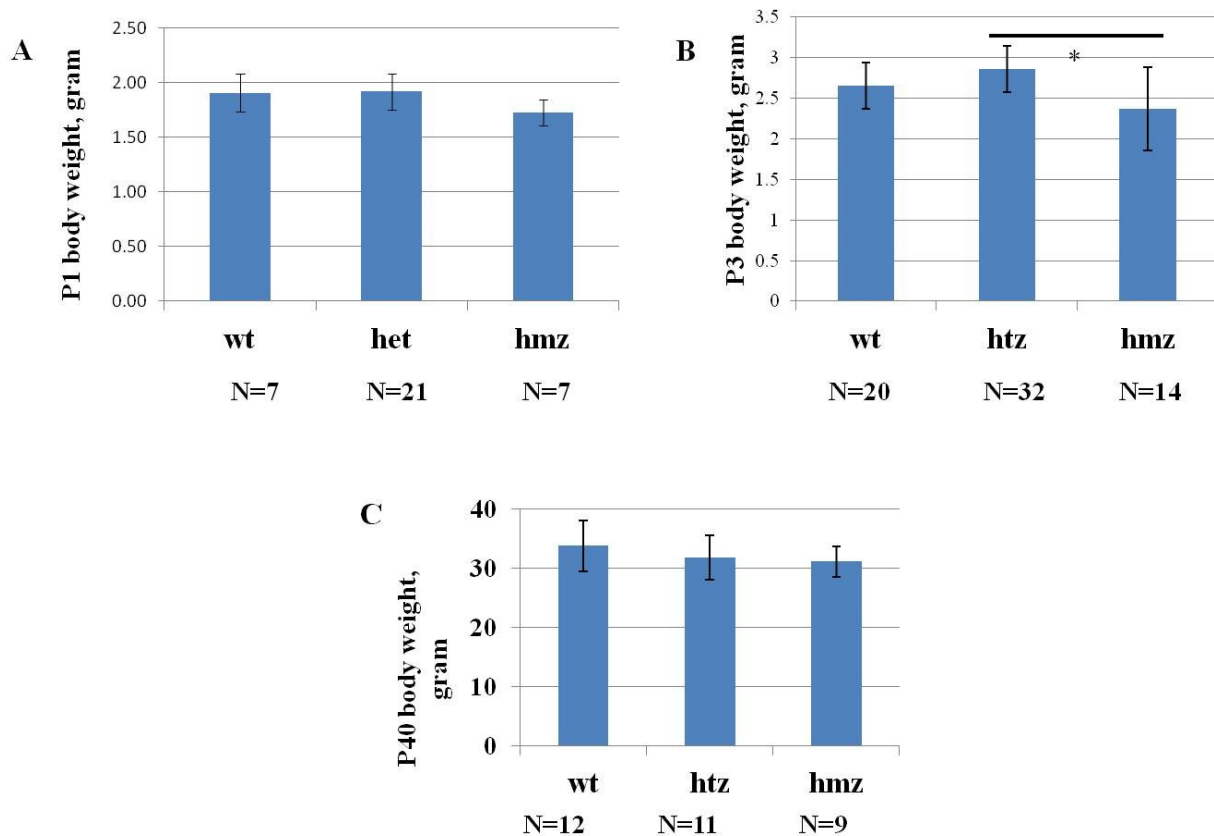 A
P1 body weight, gram
2.50
2.00
1.50
1.00
0.50
0.00
wt het hmz
N=7 N=21 N=7
B
P3 body weight, gram
3.5
3
2.5
2
1.5
1
0.5
0
*
wt htz hmz
N=20 N=32 N=14
C
P40 body weight,
gram
40
30
20
10
0
wt htz hmz
N=12 N=11 N=9